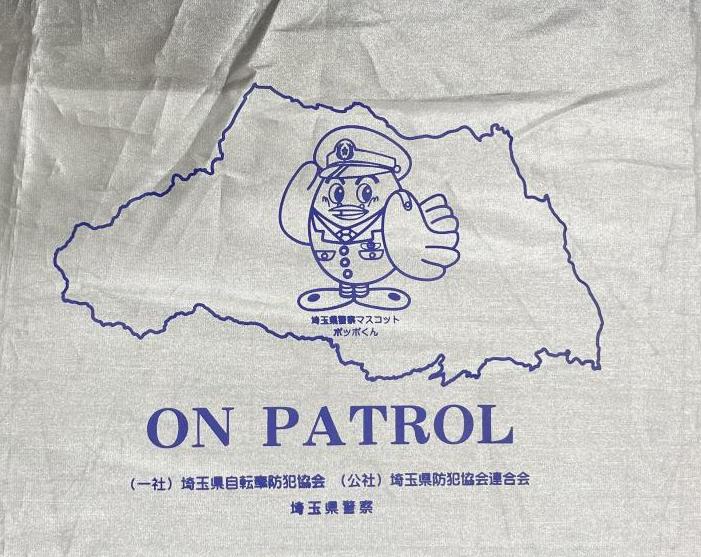 埼玉県警察マスコット
ポッポくん
ON PATROL
(一社)埼玉県自転車防犯協会 (公社)埼玉県防犯協会連合会
埼玉県警察